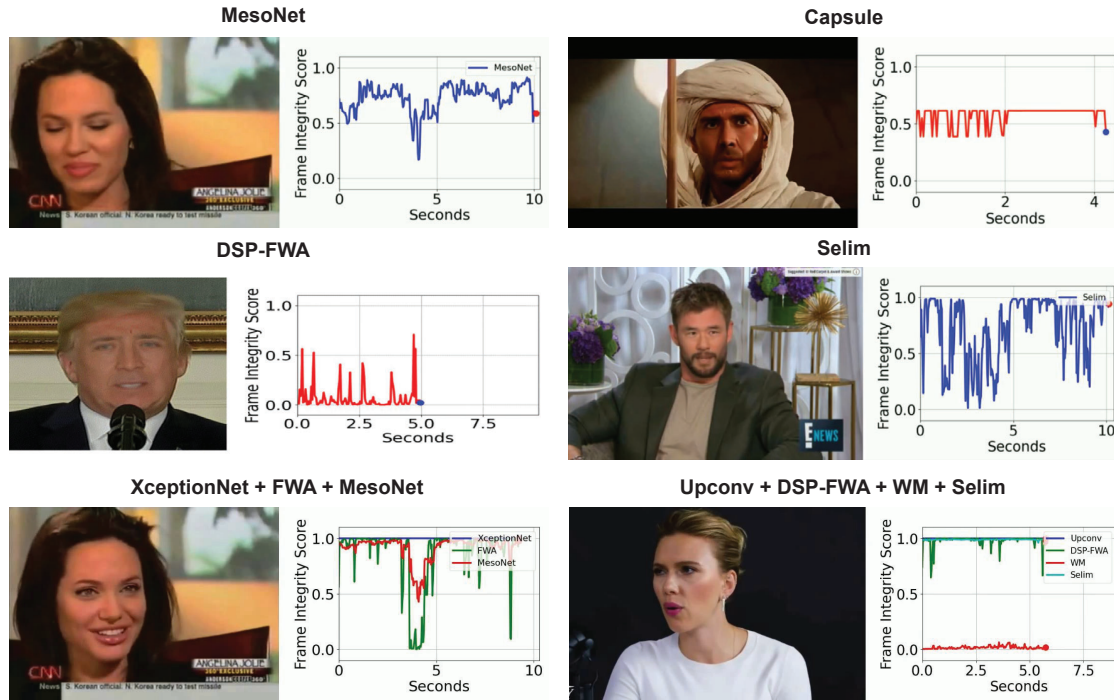 MesoNet
CNN
ANGELINA JOLIE
360° EXCLUSIVE
ANDERSON COOPER 360°
News S. Korean official: N. Korea ready to test missile
Frame Integrity Score
1.0
0.5
0.0
MesoNet
0
5
10
Seconds
Capsule
Frame Integrity Score
1.0
0.5
0.0
0
2
4
Seconds
DSP-FWA
Frame Integrity Score
1.0
0.5
0.0
0.0
2.5
5.0
7.5
Seconds
Selim
E! NEWS
Frame Integrity Score
1.0
0.5
0.0
Selim
0
5
10
Seconds
XceptionNet + FWA + MesoNet
CNN
ANGELINA JOLIE
360° EXCLUSIVE
ANDERSON COOPER 360°
News S. Korean official: N. Korea ready to test missile
Frame Integrity Score
1.0
0.5
0.0
XceptionNet
FWA
MesoNet
0
5
10
Seconds
Upconv + DSP-FWA + WM + Selim
Frame Integrity Score
1.0
0.5
0.0
Upconv
DSP-FWA
WM
Selim
0.0
2.5
5.0
7.5
Seconds